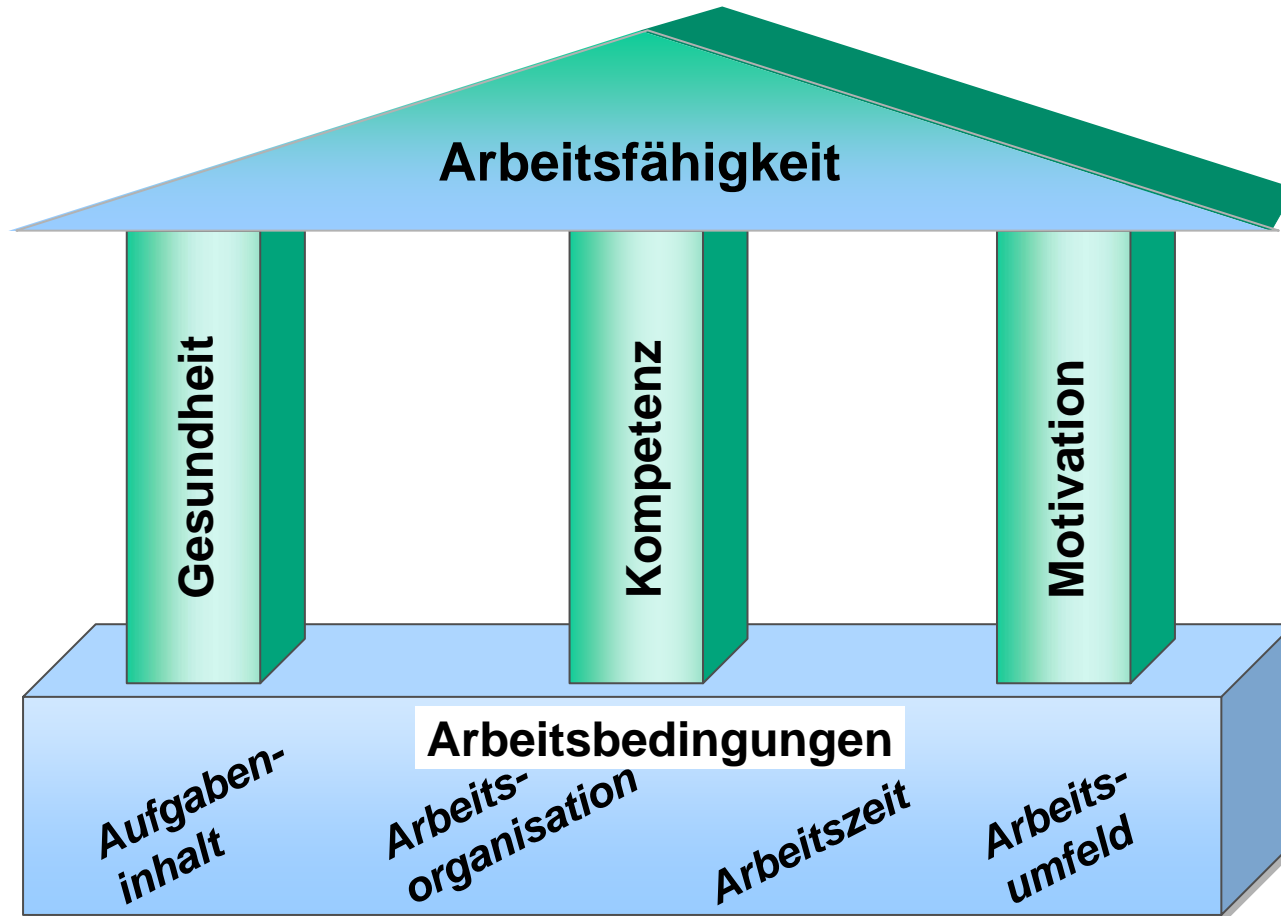 Arbeitsfähigkeit
Gesundheit
Kompetenz
Motivation
Arbeitsbedingungen
Aufgaben-
inhalt
Arbeits-
organisation
Arbeitszeit
Arbeits-
umfeld